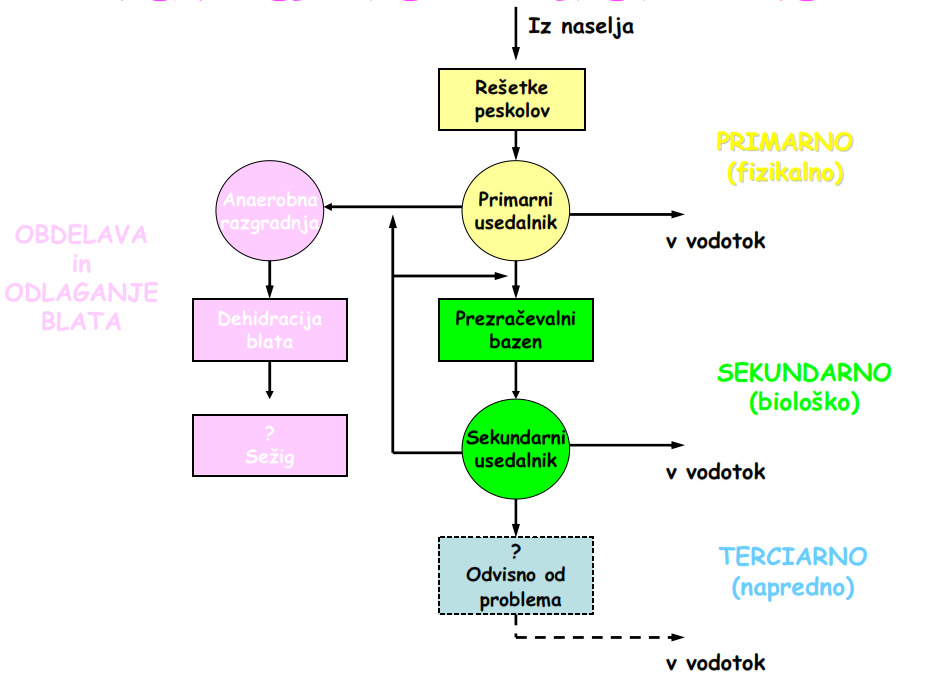 Iz naselja
Rešetke
peskolov
PRIMARNO
(fizikalno)
Anaerobna
razgradnja
Primarni
usedalnik
v vodotok
OBDELAVA
in
ODLAGANJE
BLATA
Dehidracija
blata
Prezračevalni
bazen
SEKUNDARNO
(biološko)
?
Sežig
Sekundarni
usedalnik
v vodotok
?
Odvisno od
problema
TERCIARNO
(napredno)
v vodotok